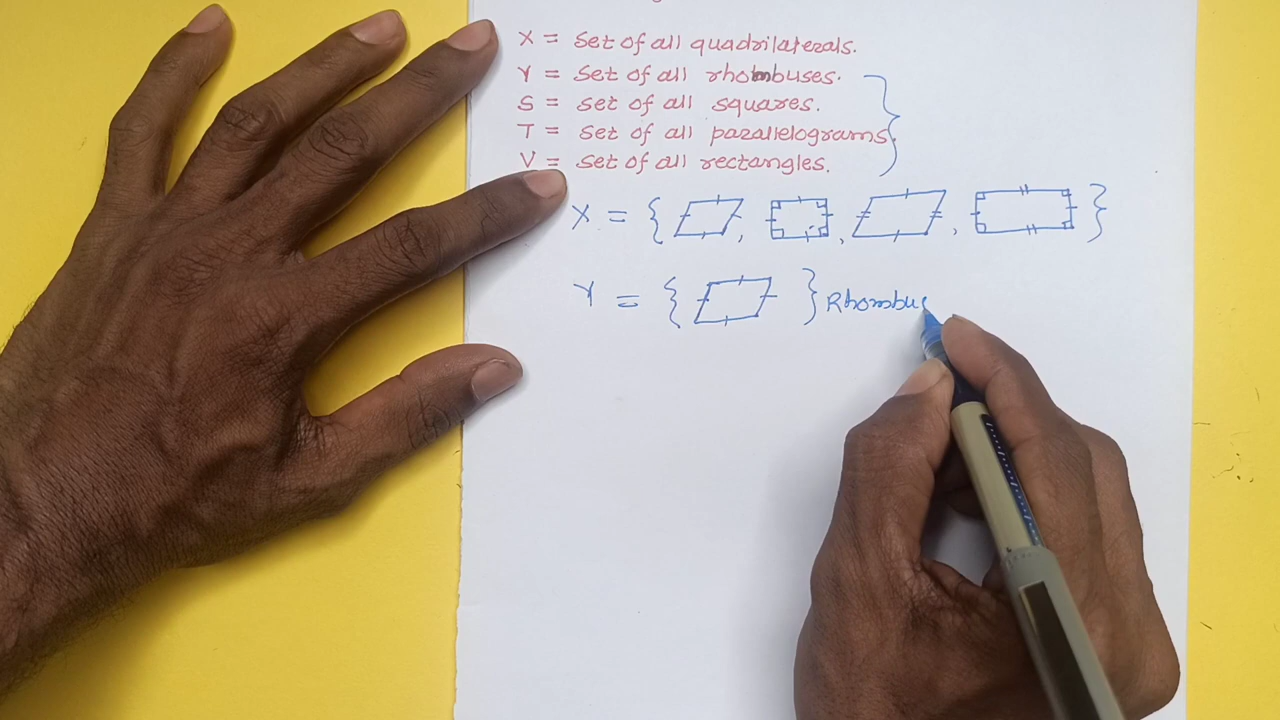 X = set of all quadrilaterals.
Y = set of all rhombuses.
S = set of all squares.
T = set of all parallelograms.
V = set of all rectangles.
X = { , , , }
Y = { } Rhombus